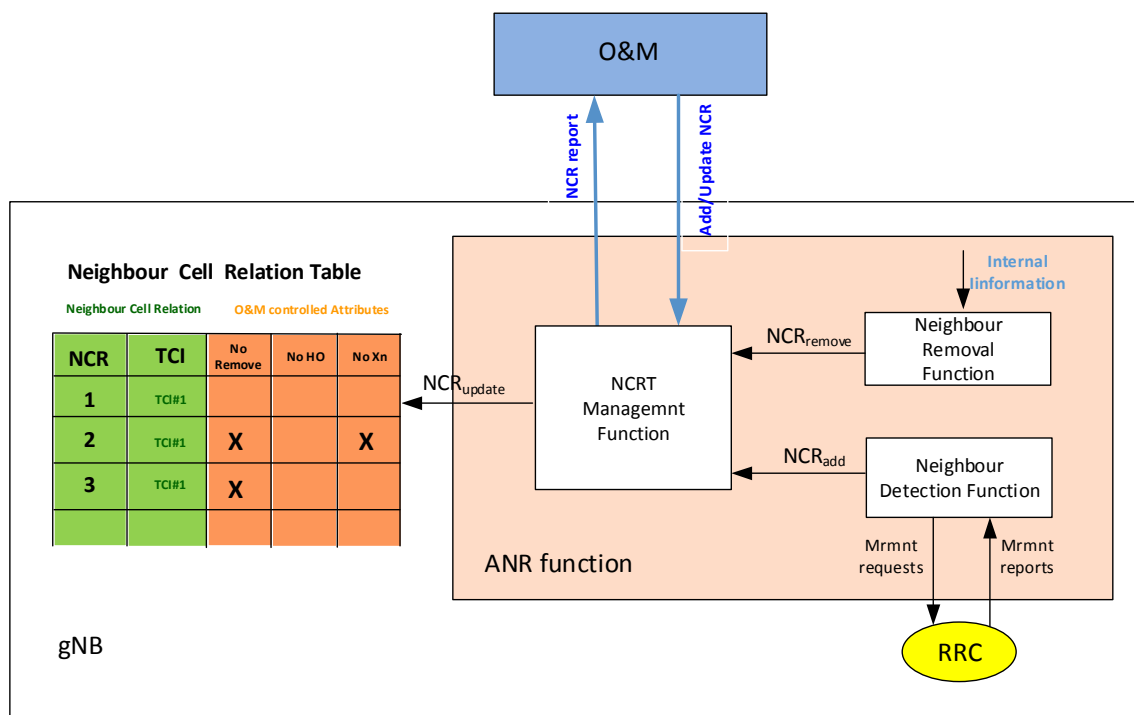 O&M
NCR report
Add/Update NCR
Neighbour Cell Relation Table
Neighbour Cell Relation
O&M controlled Attributes
NCR TCI No Remove No HO No Xn
1 TCI#1
2 TCI#1 X X
3 TCI#1 X
NCRupdate
NCRT
Managemnt
Function
NCRremove
NCRadd
Internal
Iinformation
Neighbour
Removal
Function
Neighbour
Detection Function
Mrmnt
requests
Mrmnt
reports
ANR function
RRC
gNB